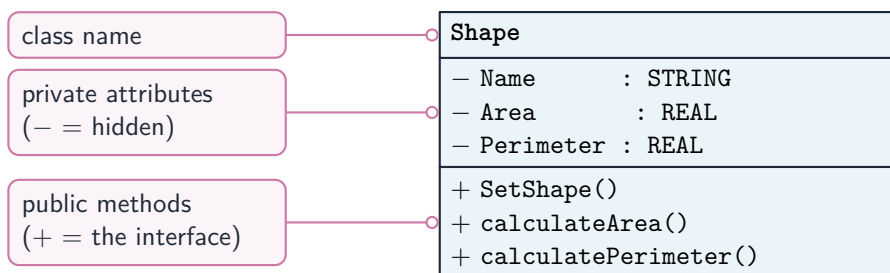 class name
private attributes
(− = hidden)
public methods
(+ = the interface)
Shape
− Name : STRING
− Area : REAL
− Perimeter : REAL
+ SetShape()
+ calculateArea()
+ calculatePerimeter()